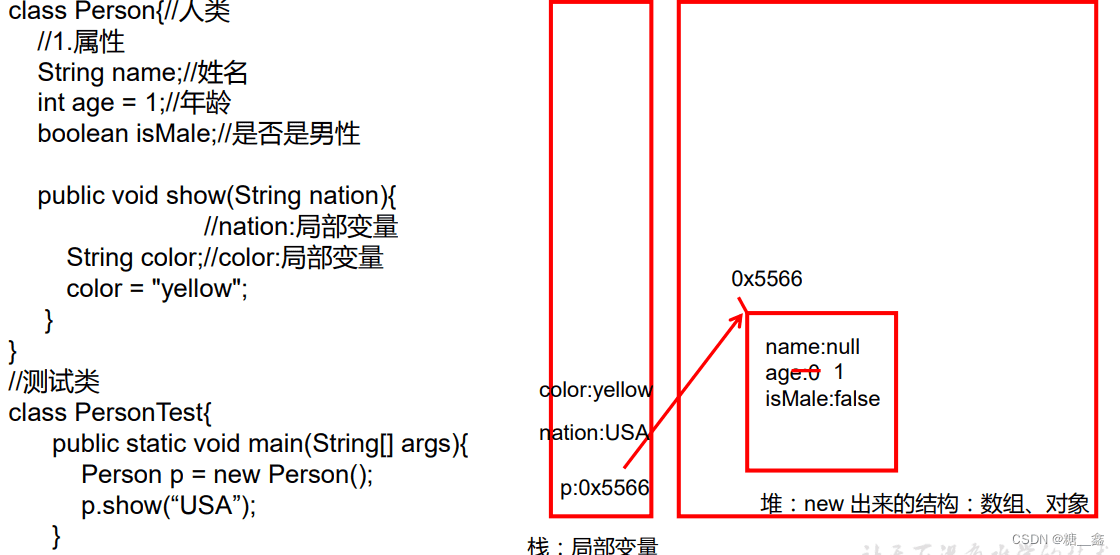 class Person{//人类
//1.属性
String name;//姓名
int age = 1;//年龄
boolean isMale;//是否是男性
public void show(String nation){
//nation:局部变量
String color;//color:局部变量
color = "yellow";
}
}
//测试类
class PersonTest{
public static void main(String[] args){
Person p = new Person();
p.show(“USA”);
}
color:yellow
nation:USA
p:0x5566
栈：局部变量
0x5566
name:null
age:0 1
isMale:false
堆：new 出来的结构：数组、对象
CSDN @糖__鑫